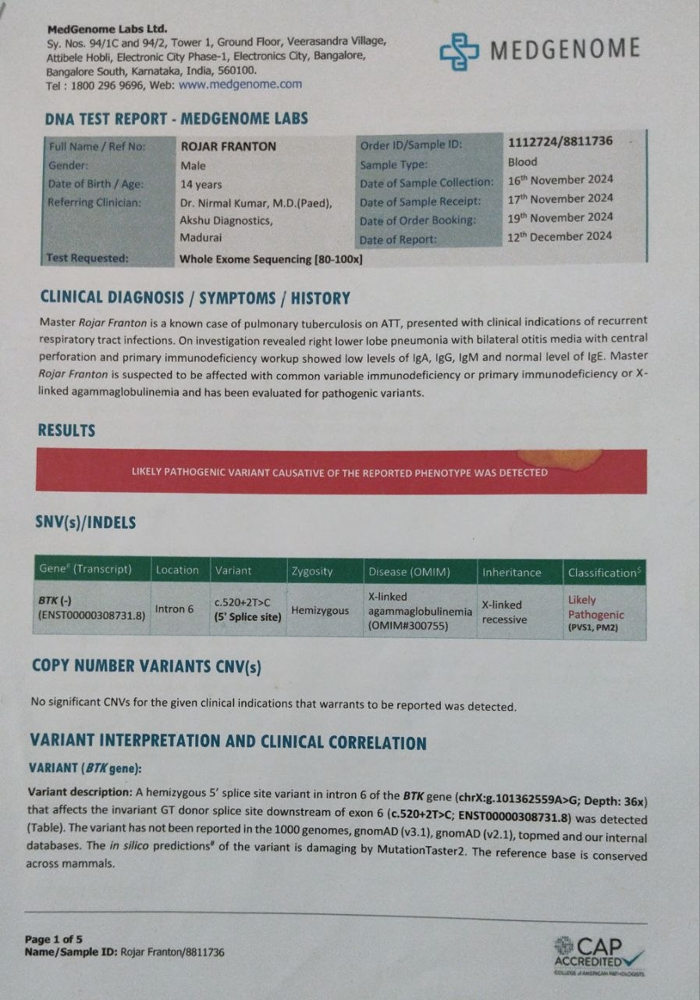 MedGenome Labs Ltd.
Sy. Nos. 94/1C and 94/2, Tower 1, Ground Floor, Veerasandra Village,
Attibele Hobli, Electronic City Phase-1, Electronics City, Bangalore,
Bangalore South, Karnataka, India, 560100.
Tel : 1800 296 9696, Web: www.medgenome.com
MEDGENOME
DNA TEST REPORT - MEDGENOME LABS
Full Name / Ref No: ROJAR FRANTON Order ID/Sample ID: 1112724/8811736
Gender: Male Sample Type: Blood
Date of Birth / Age: 14 years Date of Sample Collection: 16th November 2024
Referring Clinician: Dr. Nirmal Kumar, M.D.(Paed), Date of Sample Receipt: 17th November 2024
Akshu Diagnostics, Date of Order Booking: 19th November 2024
Madurai Date of Report: 12th December 2024
Test Requested: Whole Exome Sequencing [80-100x]
CLINICAL DIAGNOSIS / SYMPTOMS / HISTORY
Master Rojar Franton is a known case of pulmonary tuberculosis on ATT, presented with clinical indications of recurrent
respiratory tract infections. On investigation revealed right lower lobe pneumonia with bilateral otitis media with central
perforation and primary immunodeficiency workup showed low levels of IgA, IgG, IgM and normal level of IgE. Master
Rojar Franton is suspected to be affected with common variable immunodeficiency or primary immunodeficiency or X-
linked agammaglobulinemia and has been evaluated for pathogenic variants.
RESULTS
LIKELY PATHOGENIC VARIANT CAUSATIVE OF THE REPORTED PHENOTYPE WAS DETECTED
SNV(s)/INDELS
Gene# (Transcript) Location Variant Zygosity Disease (OMIM) Inheritance Classification$
BTK (-) (ENST00000308731.8) Intron 6 c.520+2T>C (5' Splice site) Hemizygous X-linked agammaglobulinemia (OMIM#300755) X-linked recessive Likely Pathogenic (PVS1, PM2)
COPY NUMBER VARIANTS CNV(s)
No significant CNVs for the given clinical indications that warrants to be reported was detected.
VARIANT INTERPRETATION AND CLINICAL CORRELATION
VARIANT (BTK gene):
Variant description: A hemizygous 5' splice site variant in intron 6 of the BTK gene (chrX:g.101362559A>G; Depth: 36x)
that affects the invariant GT donor splice site downstream of exon 6 (c.520+2T>C; ENST00000308731.8) was detected
(Table). The variant has not been reported in the 1000 genomes, gnomAD (v3.1), gnomAD (v2.1), topmed and our internal
databases. The in silico predictions# of the variant is damaging by MutationTaster2. The reference base is conserved
across mammals.
Page 1 of 5
Name/Sample ID: Rojar Franton/8811736
CAP
ACCREDITED
COLLEGE of AMERICAN PATHOLOGISTS